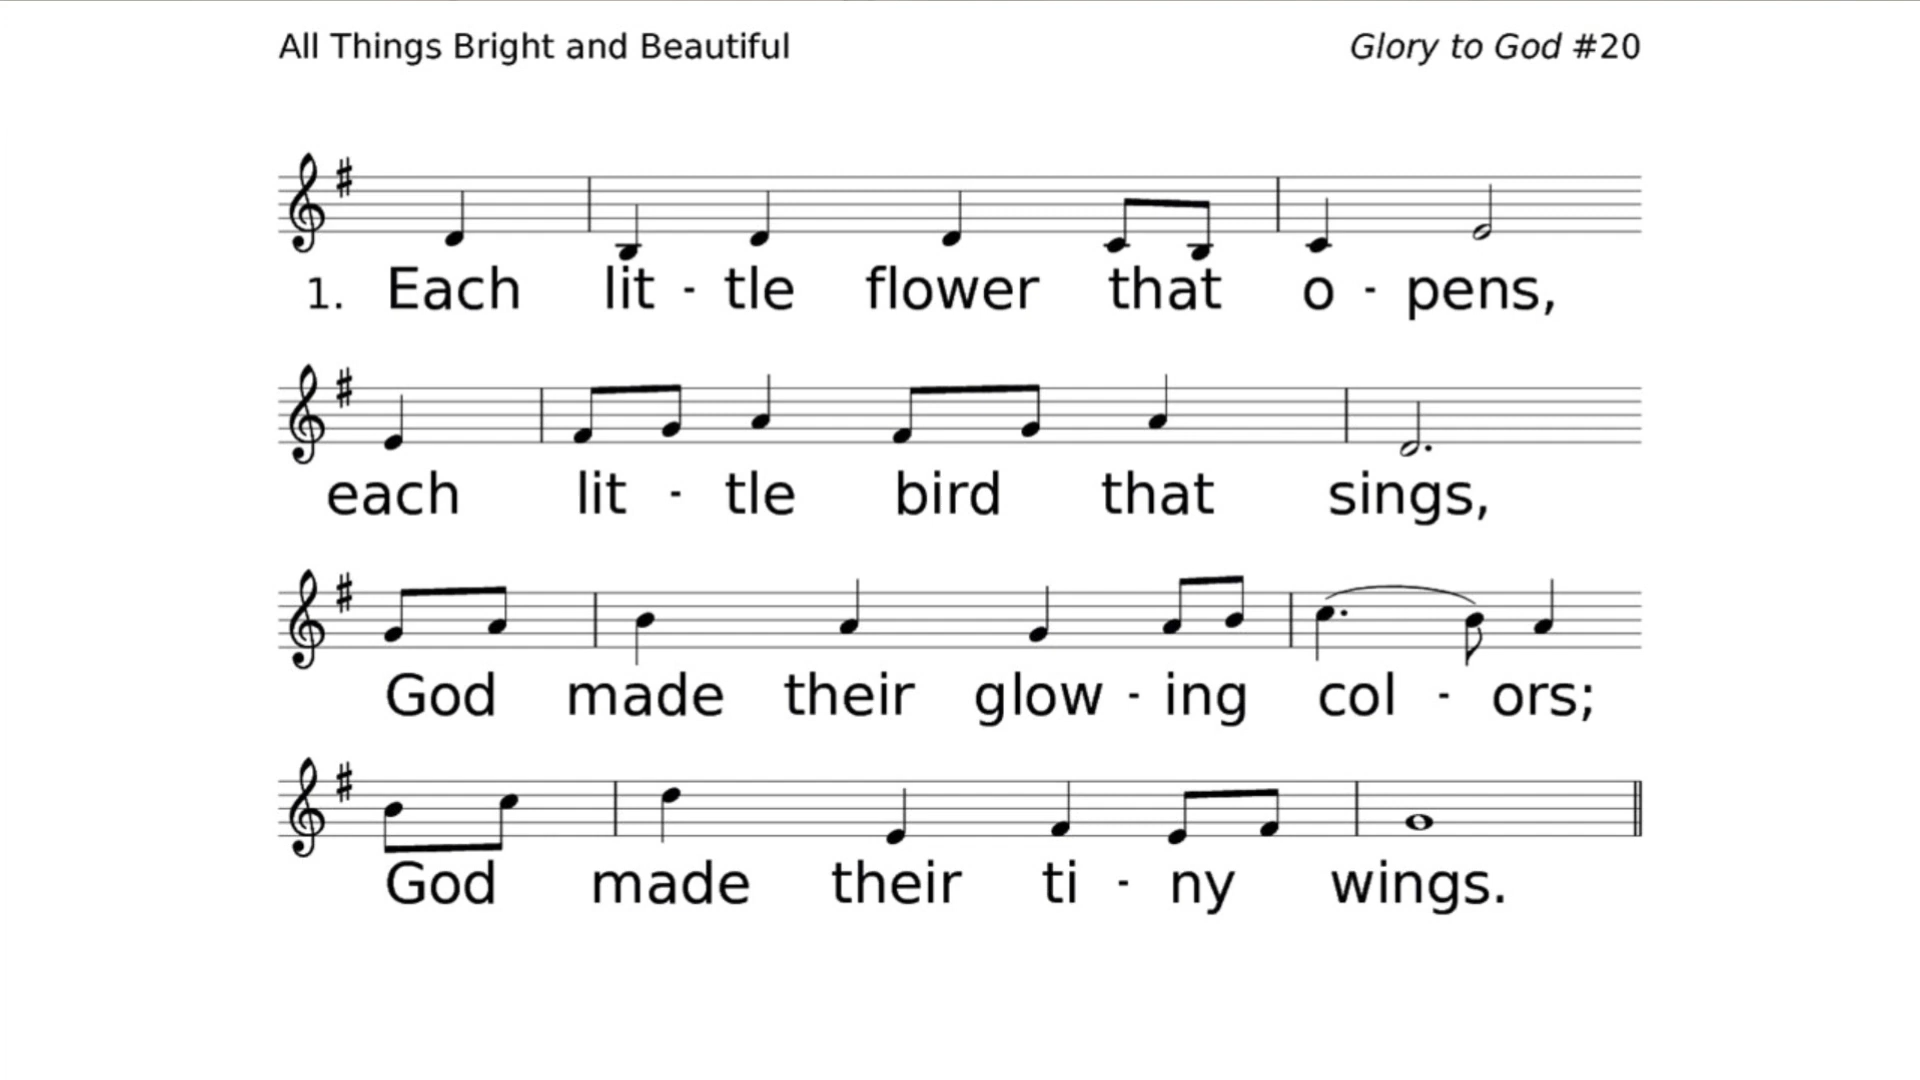 All Things Bright and Beautiful
Glory to God #20
1. Each lit - tle flower that o - pens,
each lit - tle bird that sings,
God made their glow - ing col - ors;
God made their ti - ny wings.